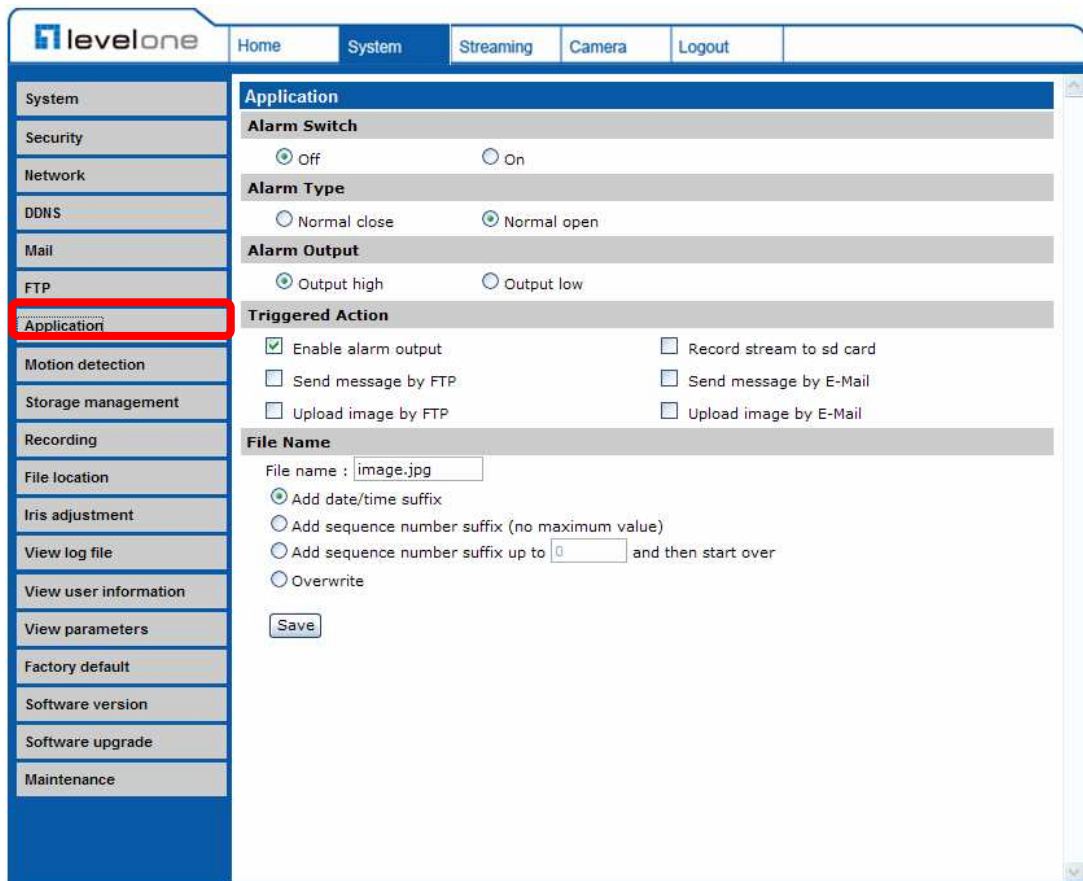 levelone
Home System Streaming Camera Logout
System
Security
Network
DDNS
Mail
FTP
Application
Motion detection
Storage management
Recording
File location
Iris adjustment
View log file
View user information
View parameters
Factory default
Software version
Software upgrade
Maintenance
Application
Alarm Switch
Off On
Alarm Type
Normal close Normal open
Alarm Output
Output high Output low
Triggered Action
Enable alarm output Record stream to sd card
Send message by FTP Send message by E-Mail
Upload image by FTP Upload image by E-Mail
File Name
File name : image.jpg
Add date/time suffix
Add sequence number suffix (no maximum value)
Add sequence number suffix up to 0 and then start over
Overwrite
Save